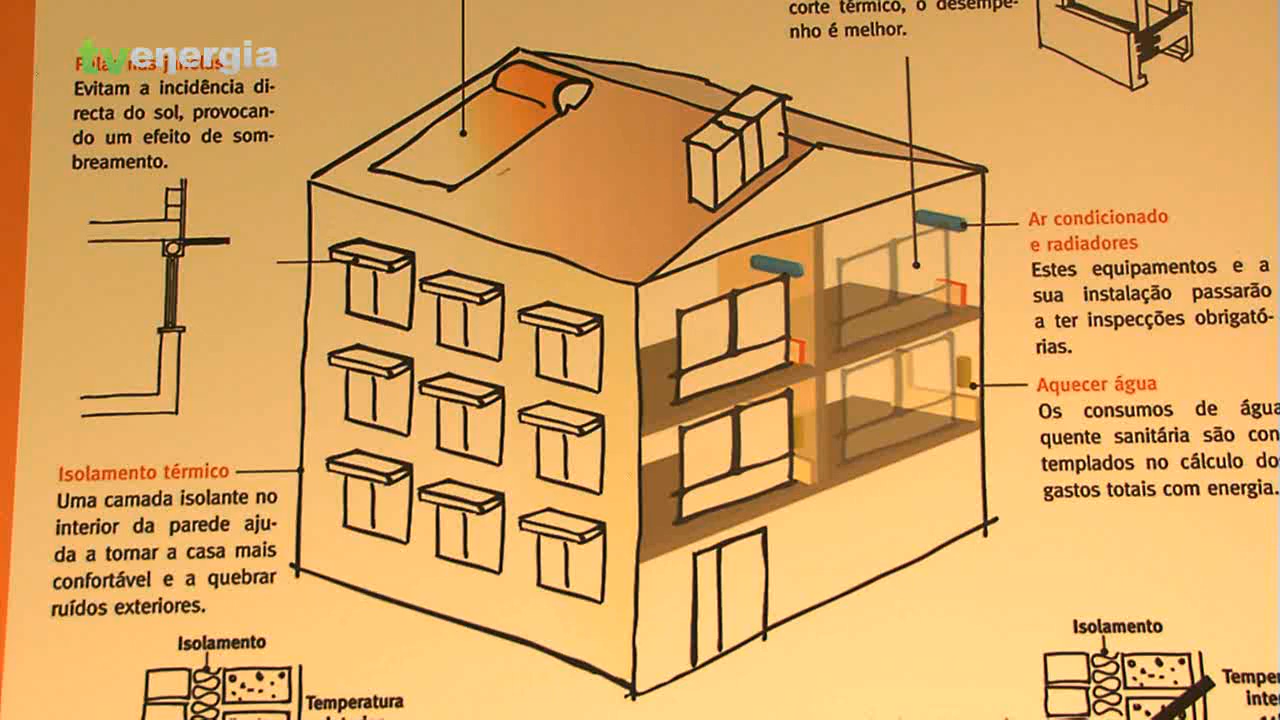 tvenergia
Evitam a incidência di-
recta do sol, provocan-
do um efeito de som-
breamento.
corte térmico, o desempe-
nho é melhor.
Ar condicionado
e radiadores
Estes equipamentos e a
sua instalação passarão
a ter inspecções obrigató-
rias.
Aquecer água
Os consumos de água
quente sanitária são con-
templados no cálculo do
gastos totais com energia.
Isolamento térmico
Uma camada isolante no
interior da parede aju-
da a tornar a casa mais
confortável e a quebrar
ruídos exteriores.
Isolamento
Temperatura
Isolamento
Temper
inte